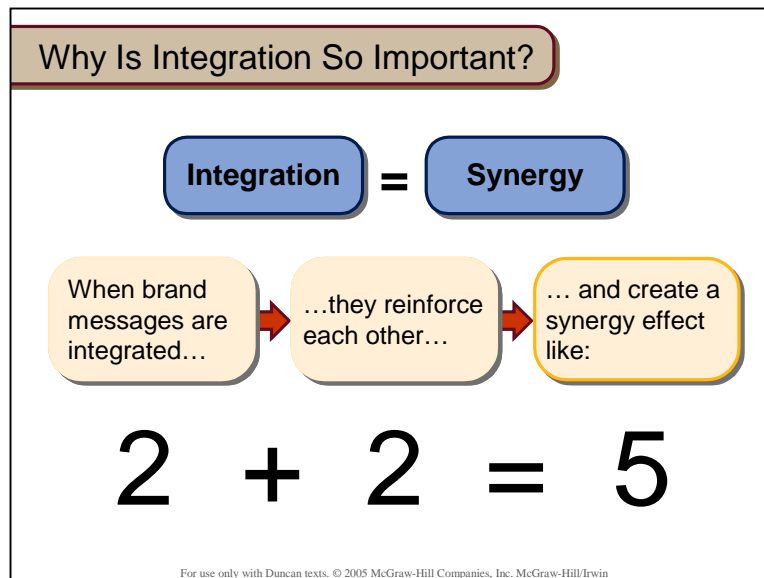 Why Is Integration So Important?
Integration = Synergy
When brand
messages are
integrated…
…they reinforce
each other…
… and create a
synergy effect
like:
2 + 2 = 5
For use only with Duncan texts. © 2005 McGraw-Hill Companies, Inc. McGraw-Hill/Irwin